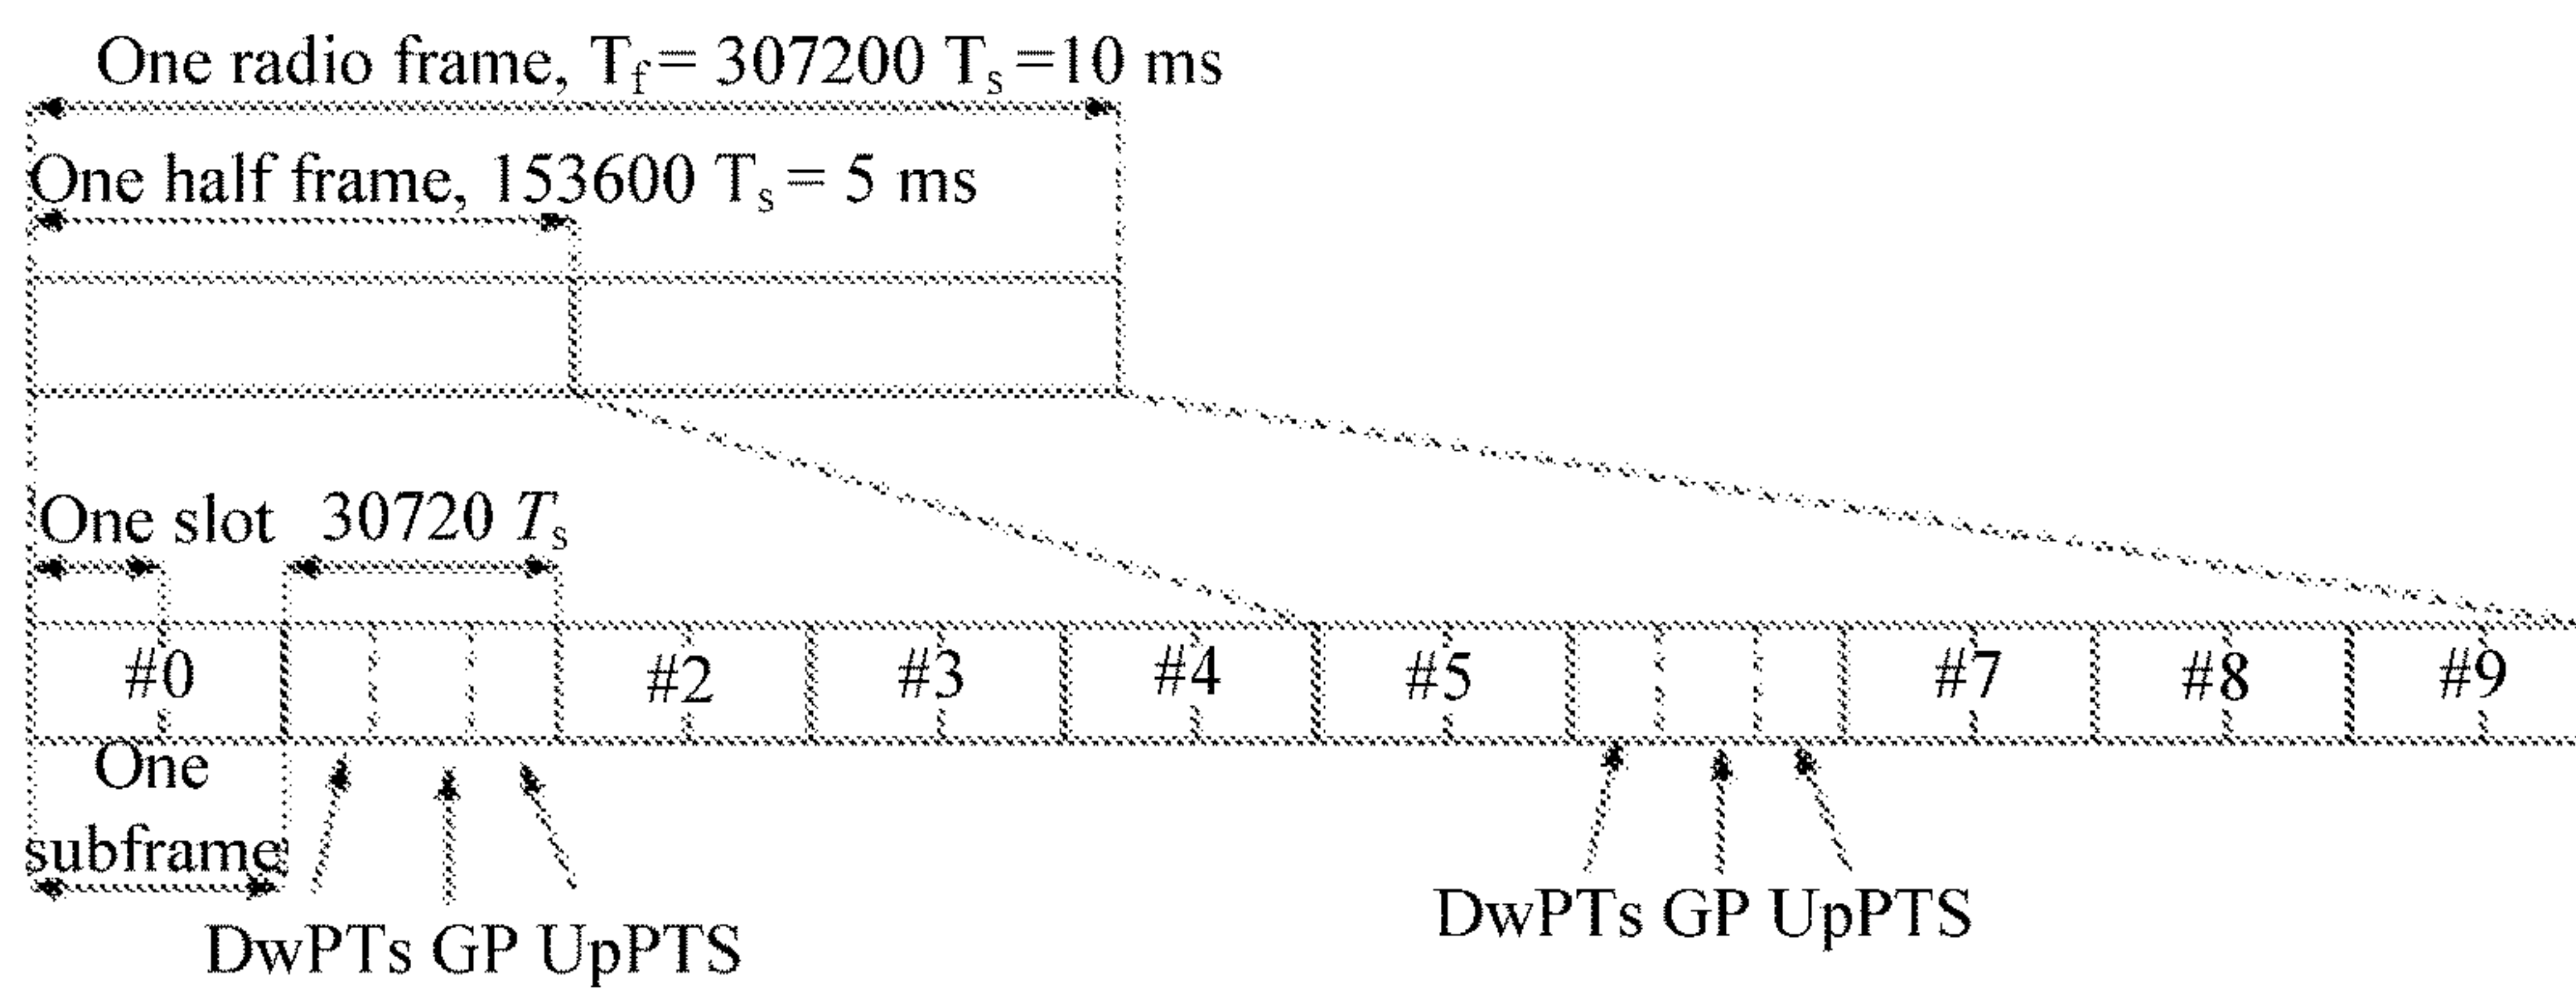 One radio frame, Tf = 307200 Ts =10 ms
One half frame, 153600 Ts = 5 ms
One slot 30720 Ts
#0 #2 #3 #4 #5 #7 #8 #9
One
subframe
DwPTs GP UpPTS
DwPTs GP UpPTS